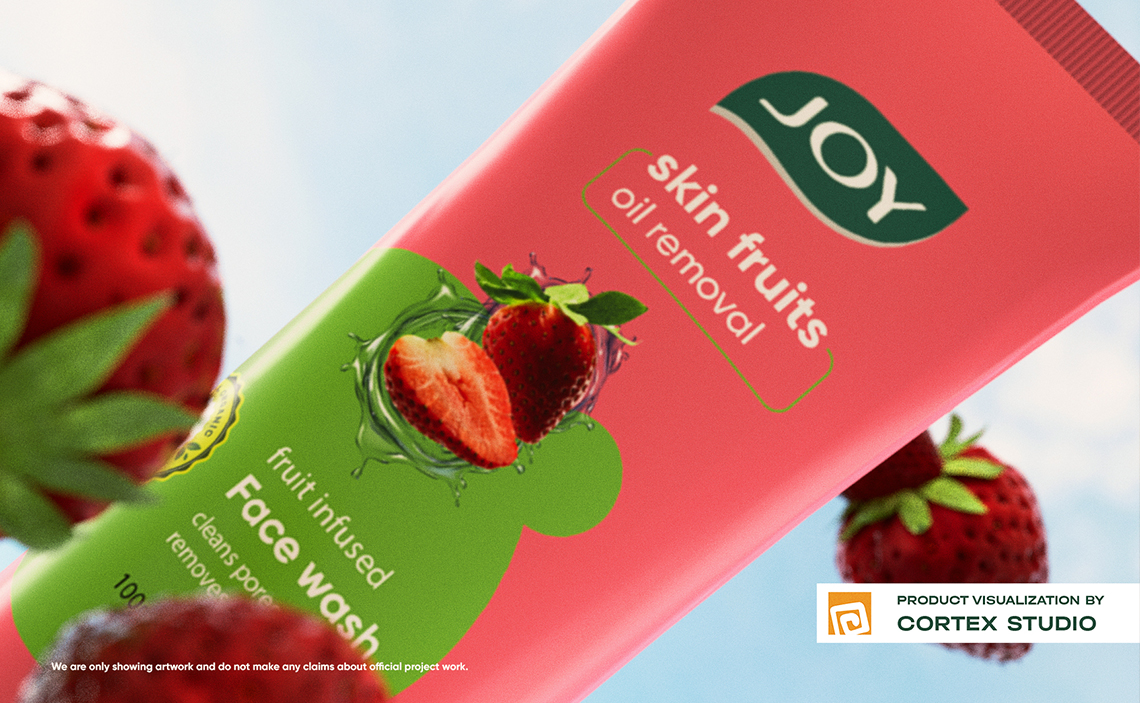 JOY
skin fruits
oil removal
fruit infused
Face wash
cleans pore
remove
100
PRODUCT VISUALIZATION BY
CORTEX STUDIO
We are only showing artwork and do not make any claims about official project work.